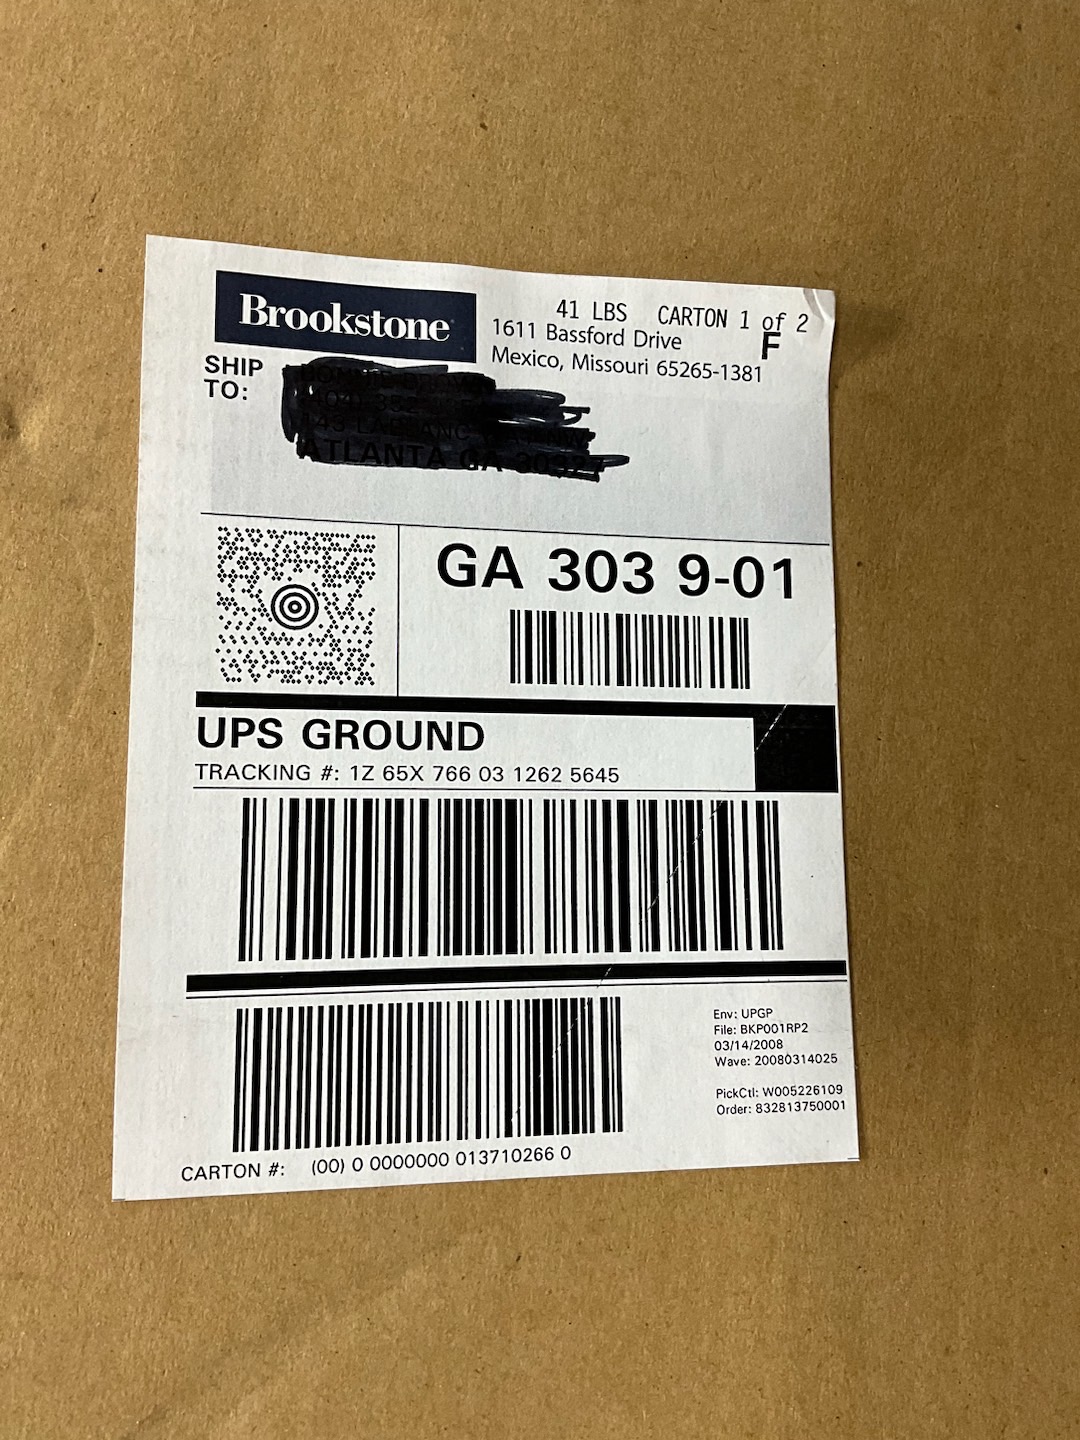 Brookstone
41 LBS CARTON 1 of 2
1611 Bassford Drive
F
Mexico, Missouri 65265-1381
SHIP
TO:
ATLANTA GA
GA 303 9-01
UPS GROUND
TRACKING #: 1Z 65X 766 03 1262 5645
Env: UPGP
File: BKP001RP2
03/14/2008
Wave: 20080314025
PickCtl: W005226109
Order: 832813750001
CARTON #: (00) 0 0000000 013710266 0